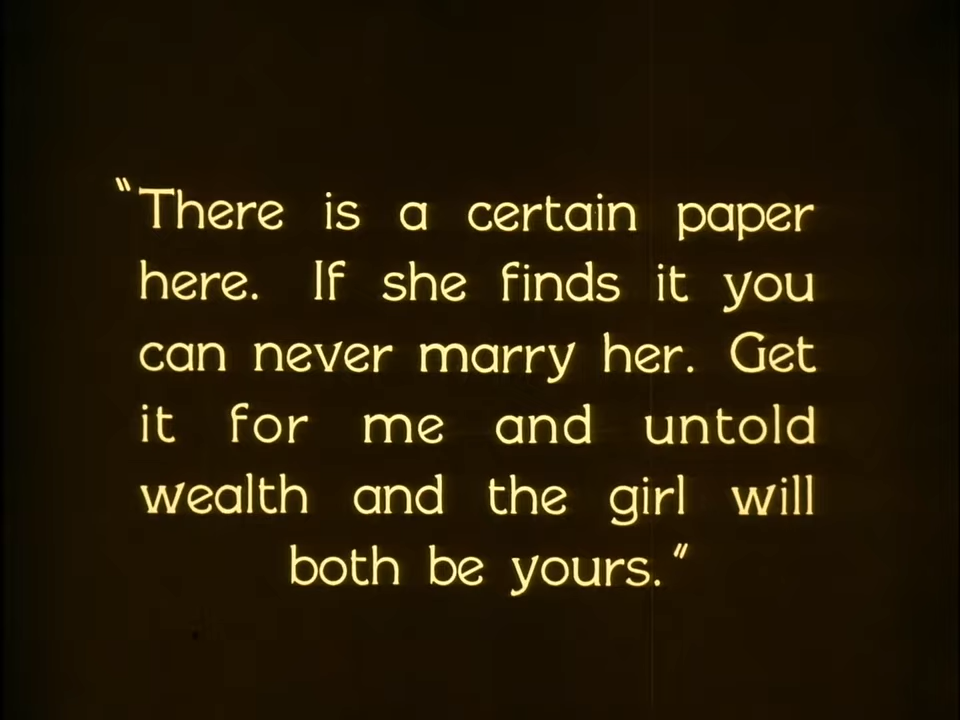 "There is a certain paper
here. If she finds it you
can never marry her. Get
it for me and untold
wealth and the girl will
both be yours."